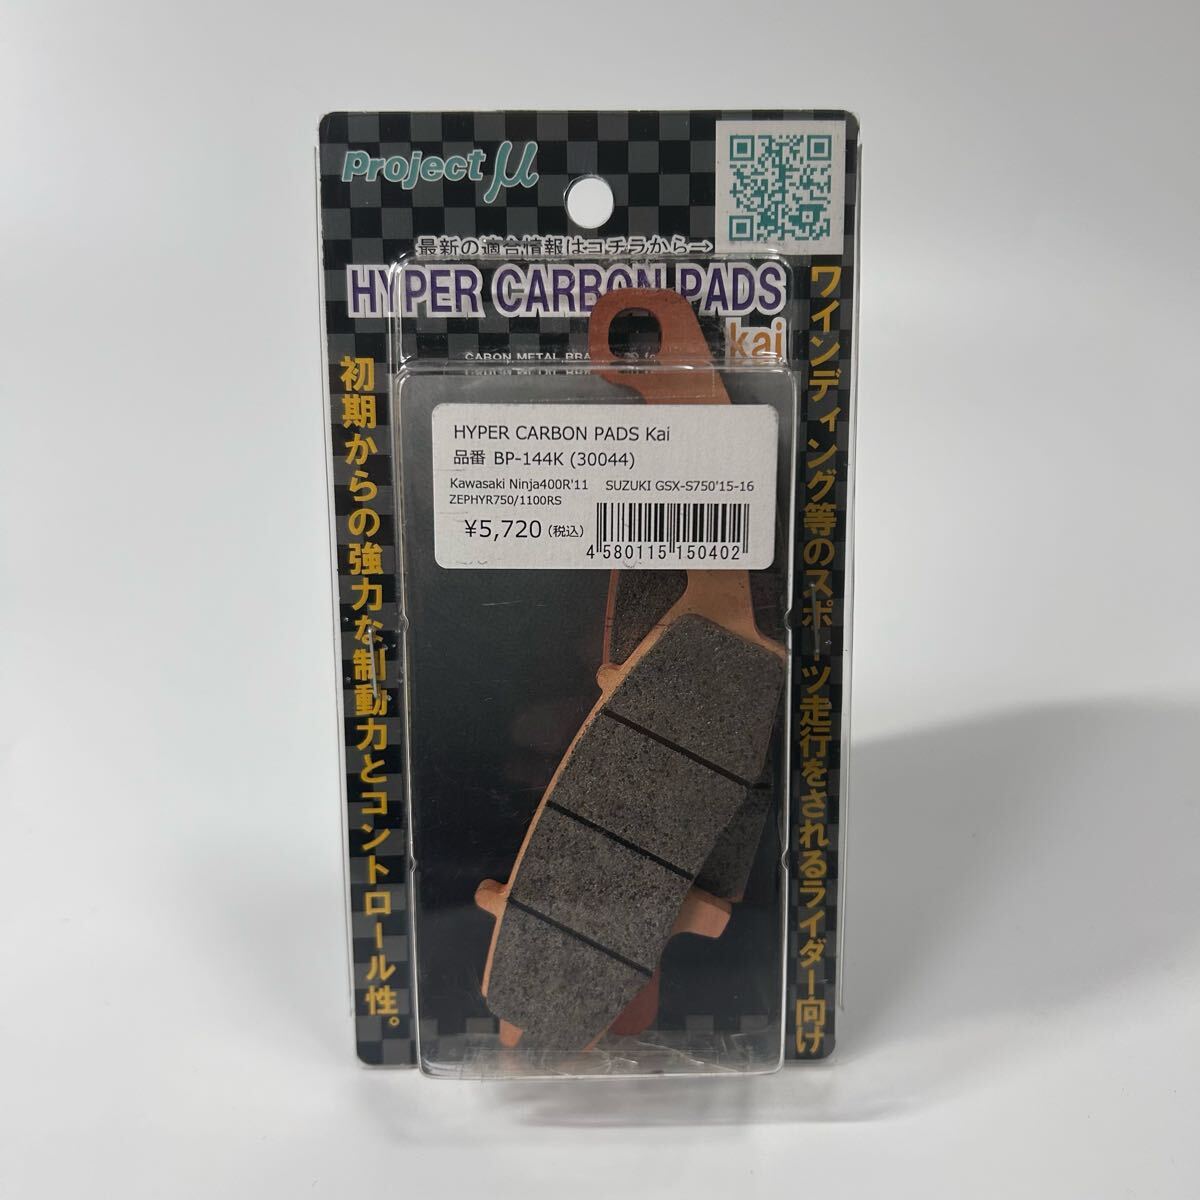 Project μ
最新の適合情報はコチラから→
HYPER CARBON PADS
kai
HYPER CARBON PADS Kai
品番 BP-144K (30044)
Kawasaki Ninja400R'11 SUZUKI GSX-S750'15-16
ZEPHYR750/1100RS
¥5,720 (税込)
4 580115 150402
ワインディング等のスポーツ走行をされるライダー向け
初期からの強力な制動力とコントロール性。